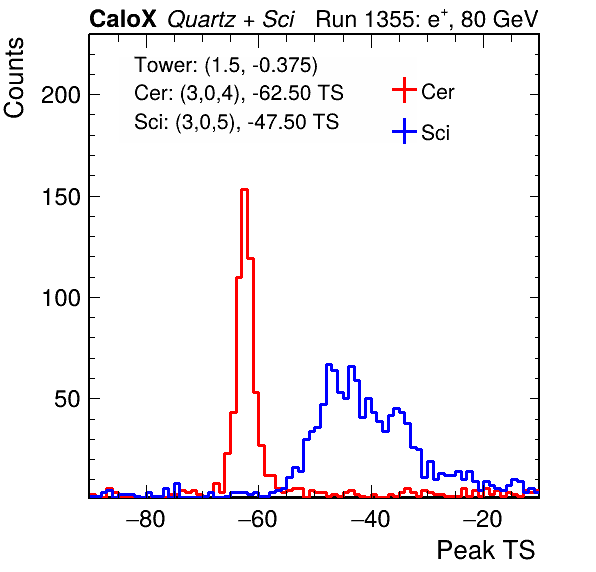 CaloX Quartz + Sci Run 1355: e+, 80 GeV
Counts
Tower: (1.5, -0.375)
Cer: (3,0,4), -62.50 TS
Sci: (3,0,5), -47.50 TS
Cer
Sci
200
150
100
50
−80 −60 −40 −20
Peak TS